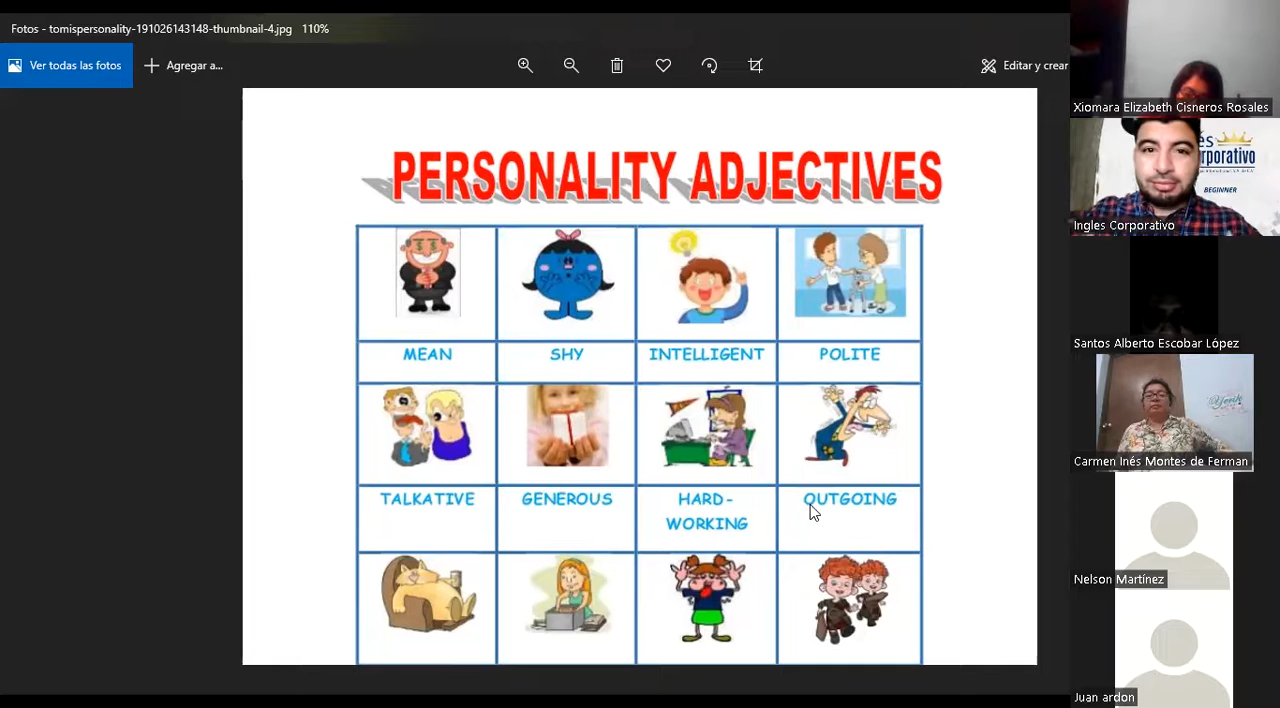 Fotos - tomispersonality-191026143148-thumbnail-4.jpg 110%
Ver todas las fotos
Agregar a...
Editar y crear
PERSONALITY ADJECTIVES
MEAN
SHY
INTELLIGENT
POLITE
TALKATIVE
GENEROUS
HARD-
WORKING
OUTGOING
Xiomara Elizabeth Cisneros Rosales
BEGINNER
Ingles Corporativo
Santos Alberto Escobar López
Carmen Inés Montes de Ferman
Nelson Martínez
Juan ardon